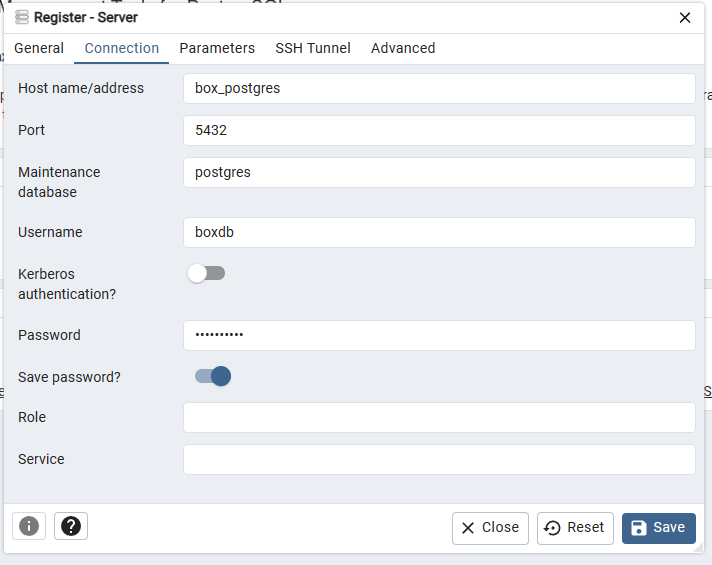 Register - Server
General Connection Parameters SSH Tunnel Advanced
Host name/address box_postgres
Port 5432
Maintenance
database postgres
Username boxdb
Kerberos
authentication?
Password ••••••••••
Save password?
Role
Service
Close Reset Save